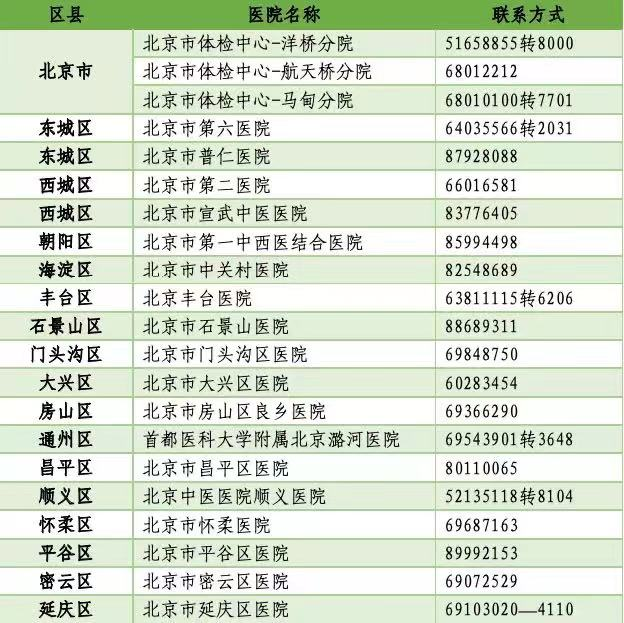 区县 医院名称 联系方式
北京市 北京市体检中心-洋桥分院 51658855转8000
北京市体检中心-航天桥分院 68012212
北京市体检中心-马甸分院 68010100转7701
东城区 北京市第六医院 64035566转2031
东城区 北京市普仁医院 87928088
西城区 北京市第二医院 66016581
西城区 北京市宣武中医医院 83776405
朝阳区 北京市第一中西医结合医院 85994498
海淀区 北京市中关村医院 82548689
丰台区 北京丰台医院 63811115转6206
石景山区 北京市石景山医院 88689311
门头沟区 北京市门头沟区医院 69848750
大兴区 北京市大兴区医院 60283454
房山区 北京市房山区良乡医院 69366290
通州区 首都医科大学附属北京潞河医院 69543901转3648
昌平区 北京市昌平区医院 80110065
顺义区 北京中医医院顺义医院 52135118转8104
怀柔区 北京市怀柔医院 69687163
平谷区 北京市平谷区医院 89992153
密云区 北京市密云区医院 69072529
延庆区 北京市延庆区医院 69103020—4110